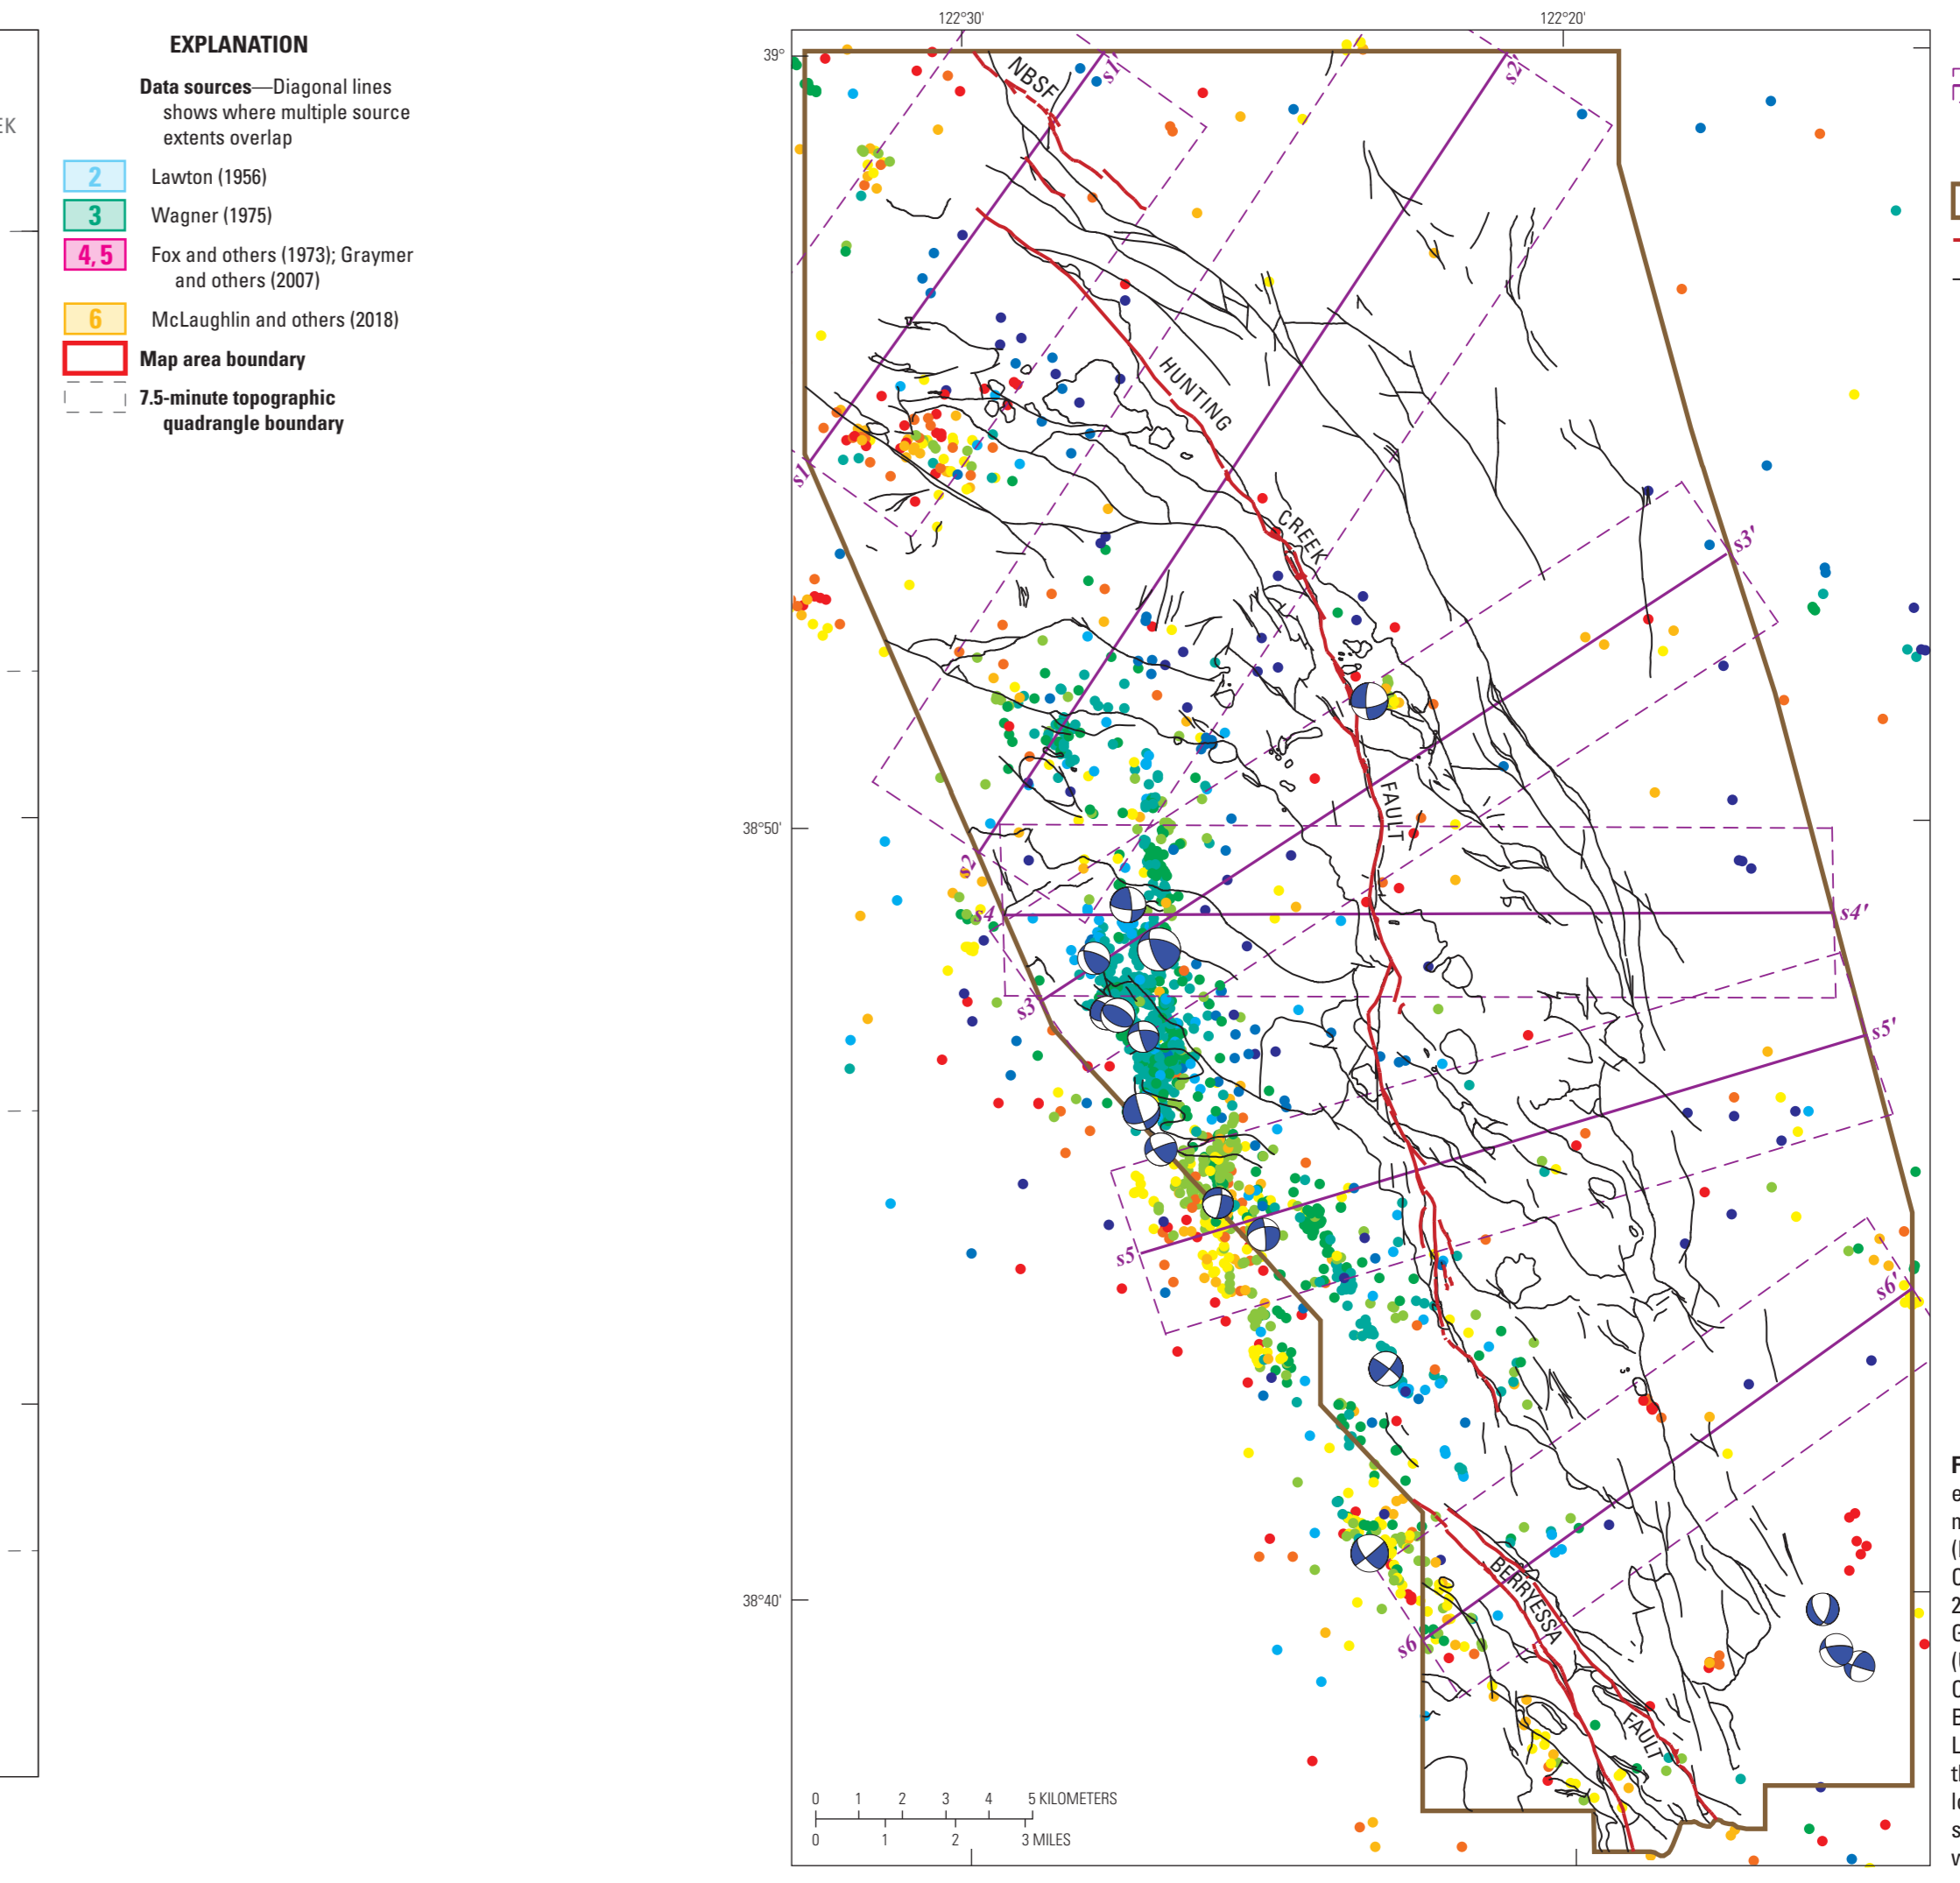 EK
EXPLANATION
Data sources—Diagonal lines
shows where multiple source
extents overlap
2 Lawton (1956)
3 Wagner (1975)
4, 5 Fox and others (1973); Graymer
and others (2007)
6 McLaughlin and others (2018)
Map area boundary
7.5-minute topographic
quadrangle boundary
122°30'
122°20'
39°
38°50'
38°40'
NBSF
s1'
s2'
HUNTING
s1
CREEK
s3'
FAULT
s2
s4
s4'
s3
s5'
s5
s6'
BERRYESSA
s6
FAULT
0 1 2 3 4 5 KILOMETERS
0 1 2 3 MILES